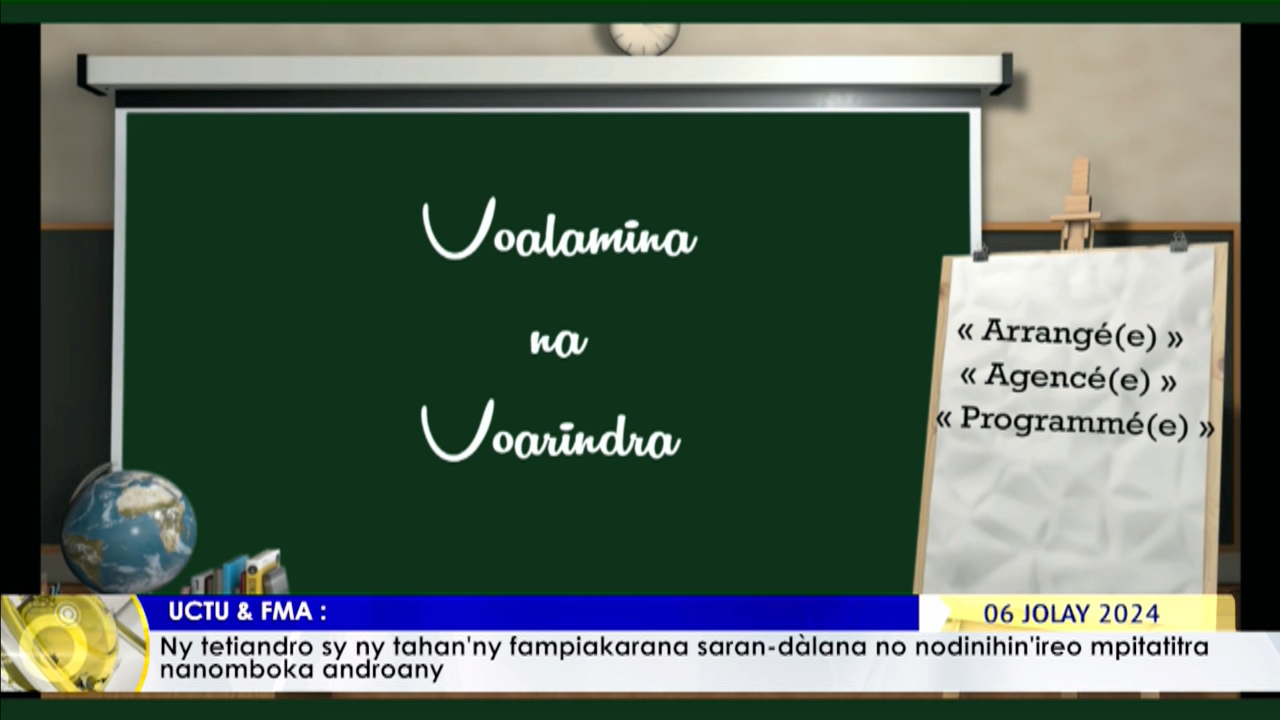 Voalamina
na
Voarindra
« Arrangé(e) »
« Agencé(e) »
« Programmé(e) »
UCTU & FMA :
06 JOLAY 2024
Ny tetiandro sy ny tahan'ny fampiakarana saran-dàlana no nodinihin'ireo mpitatitra
nanomboka androany